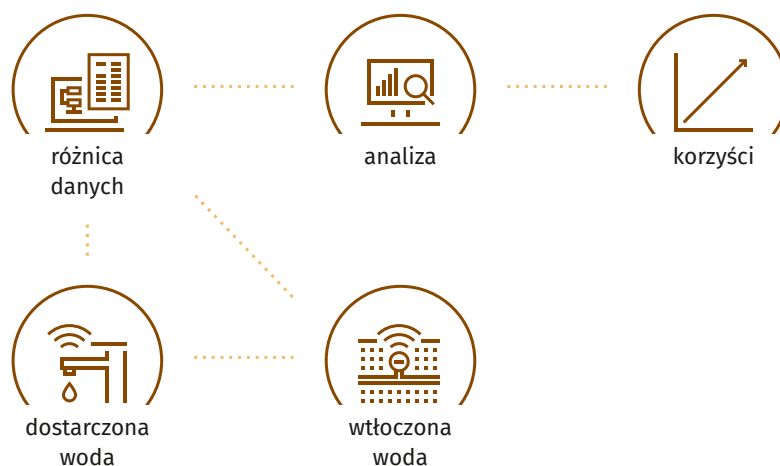 różnica
danych
analiza
korzyści
dostarczona
woda
wtłoczona
woda